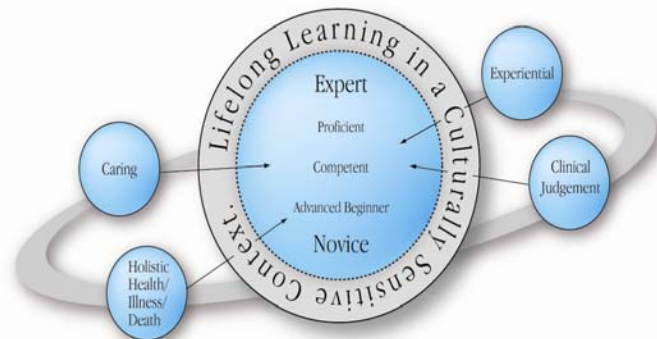 Lifelong Learning in a Culturally Sensitive Context.
Expert
Proficient
Competent
Advanced Beginner
Novice
Experiential
Caring
Clinical
Judgement
Holistic
Health/
Illness/
Death